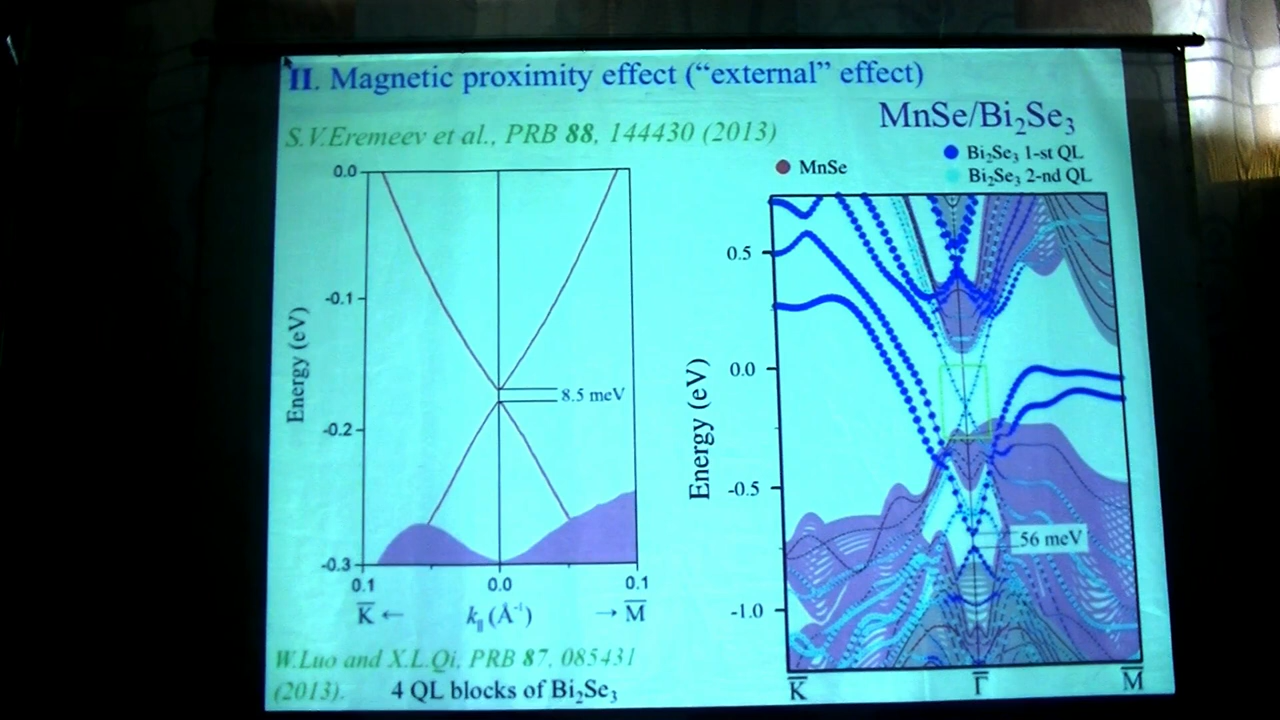 II. Magnetic proximity effect ("external" effect)
MnSe/Bi₂Se₃
S.V.Eremeev et al., PRB 88, 144430 (2013)
MnSe
Bi₂Se₃ 1-st QL
Bi₂Se₃ 2-nd QL
0.0
-0.1
-0.2
-0.3
Energy (eV)
8.5 meV
0.1
0.0
0.1
K̅ ←
k∥ (Å⁻¹)
→ M̅
0.5
0.0
-0.5
-1.0
Energy (eV)
56 meV
K̅
Γ̅
M̅
W.Luo and X.L.Qi, PRB 87, 085431
(2013).
4 QL blocks of Bi₂Se₃